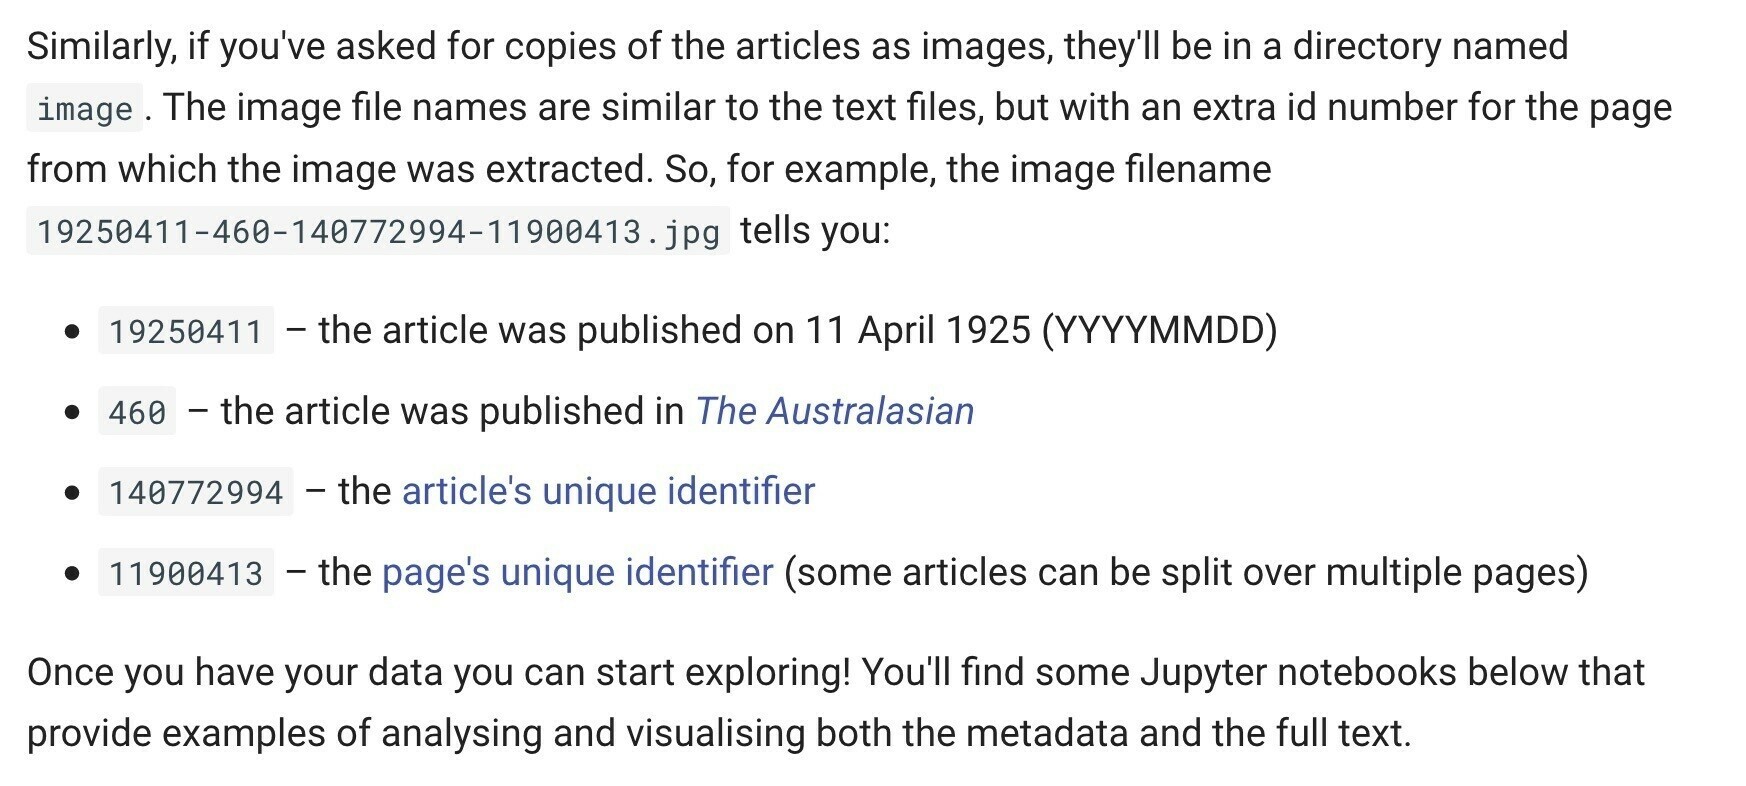 Similarly, if you've asked for copies of the articles as images, they'll be in a directory named
image. The image file names are similar to the text files, but with an extra id number for the page
from which the image was extracted. So, for example, the image filename
19250411-460-140772994-11900413.jpg tells you:
• 19250411 – the article was published on 11 April 1925 (YYYYMMDD)
• 460 – the article was published in The Australasian
• 140772994 – the article's unique identifier
• 11900413 – the page's unique identifier (some articles can be split over multiple pages)
Once you have your data you can start exploring! You'll find some Jupyter notebooks below that
provide examples of analysing and visualising both the metadata and the full text.